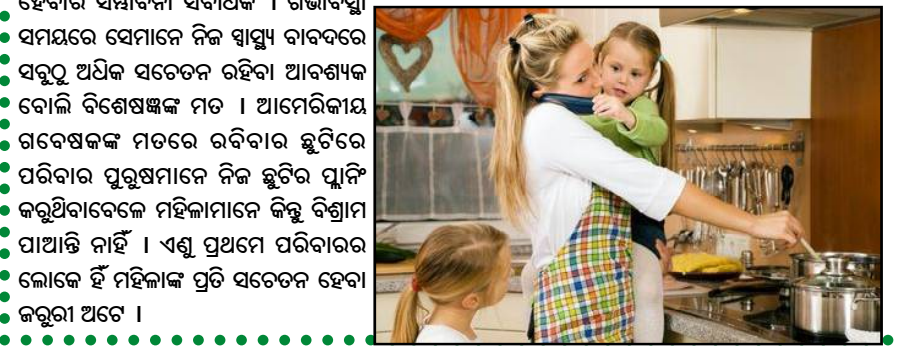 ହେବାର ସମ୍ଭାବନା ସର୍ବାଧିକ । ଗର୍ଭାବସ୍ଥା
ସମୟରେ ସେମାନେ ନିଜ ସ୍ୱାସ୍ଥ୍ୟ ବାବଦରେ
ସବୁଠୁ ଅଧିକ ସଚେତନ ରହିବା ଆବଶ୍ୟକ
ବୋଲି ବିଶେଷଜ୍ଞଙ୍କ ମତ । ଆମେରିକୀୟ
ଗବେଷକଙ୍କ ମତରେ ରବିବାର ଛୁଟିରେ
ପରିବାର ପୁରୁଷମାନେ ନିଜ ଛୁଟିର ପ୍ଲାନିଂ
କରୁଥିବାବେଳେ ମହିଳାମାନେ କିନ୍ତୁ ବିଶ୍ରାମ
ପାଆନ୍ତି ନାହିଁ । ଏଣୁ ପ୍ରଥମେ ପରିବାରର
ଲୋକେ ହିଁ ମହିଳାଙ୍କ ପ୍ରତି ସଚେତନ ହେବା
ଜରୁରୀ ଅଟେ ।